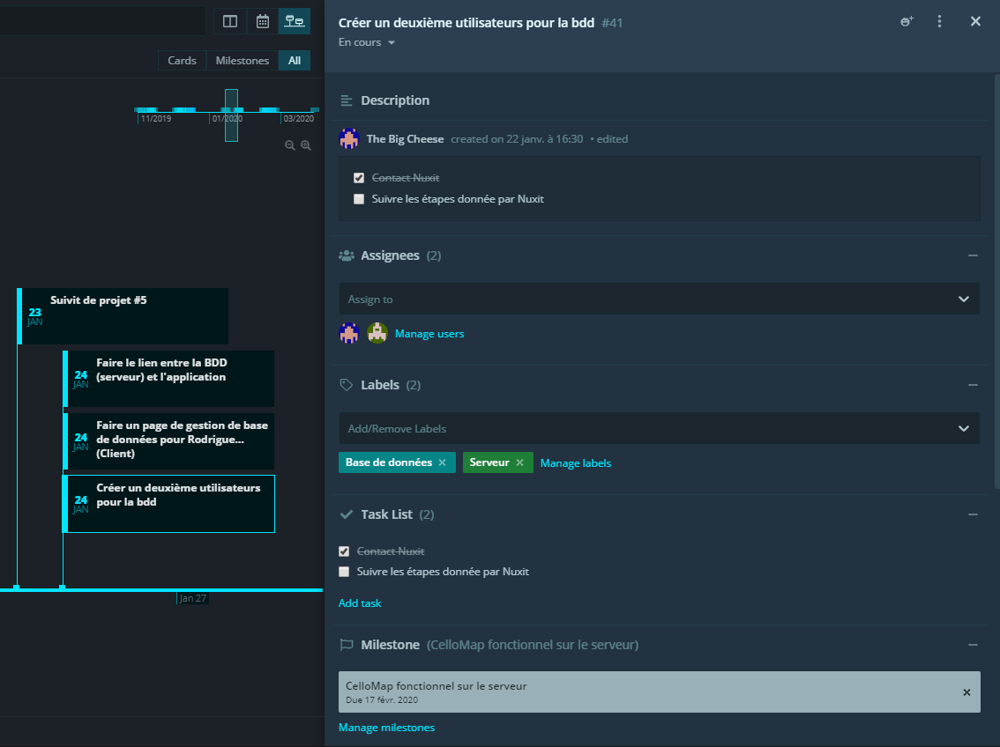 Cards
Milestones
All
11/2019
01/2020
03/2020
Suivit de projet #5
23
JAN
Faire le lien entre la BDD
(serveur) et l'application
24
JAN
Faire un page de gestion de base
de données pour Rodrigue...
(Client)
24
JAN
Créer un deuxième utilisateurs
pour la bdd
24
JAN
Jan 27
Créer un deuxième utilisateurs pour la bdd #41
En cours
Description
The Big Cheese created on 22 janv. à 16:30 • edited
Contact Nuxit
Suivre les étapes donnée par Nuxit
Assignees (2)
Assign to
Manage users
Labels (2)
Add/Remove Labels
Base de données ×
Serveur ×
Manage labels
Task List (2)
Contact Nuxit
Suivre les étapes donnée par Nuxit
Add task
Milestone (CelloMap fonctionnel sur le serveur)
CelloMap fonctionnel sur le serveur
Due 17 févr. 2020
Manage milestones